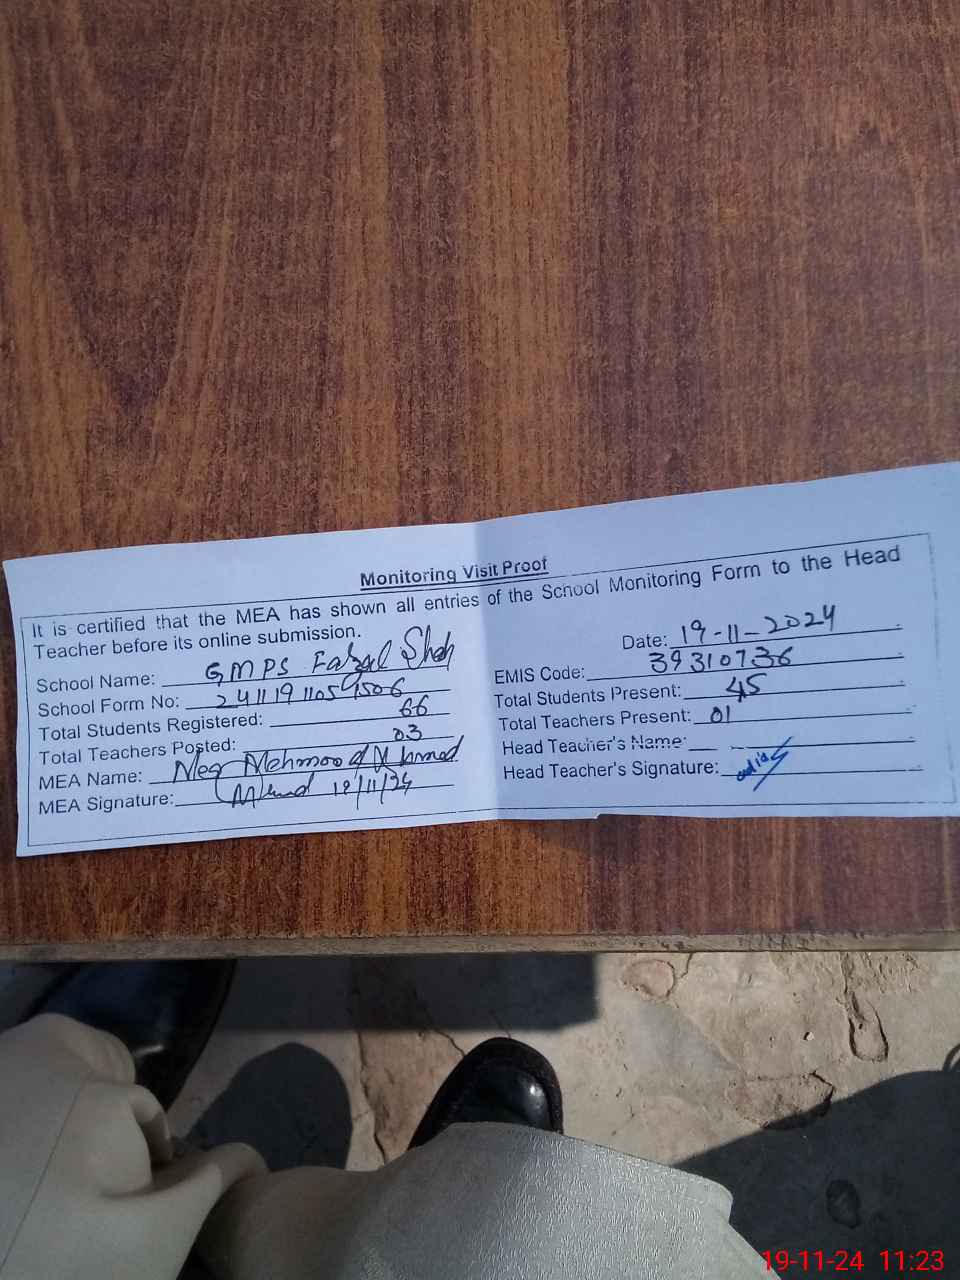 Monitoring Visit Proof
It is certified that the MEA has shown all entries of the School Monitoring Form to the Head
Teacher before its online submission.
Date: 19-11-2024
School Name: GMPS Fazal Shah
EMIS Code: 39310736
School Form No:
Total Students Present: 45
Total Students Registered: 66
Total Teachers Present: 01
Total Teachers Posted: 03
Head Teacher's Name:
MEA Name: Mehmood Ahmed
Head Teacher's Signature:
MEA Signature:
19-11-24 11:23